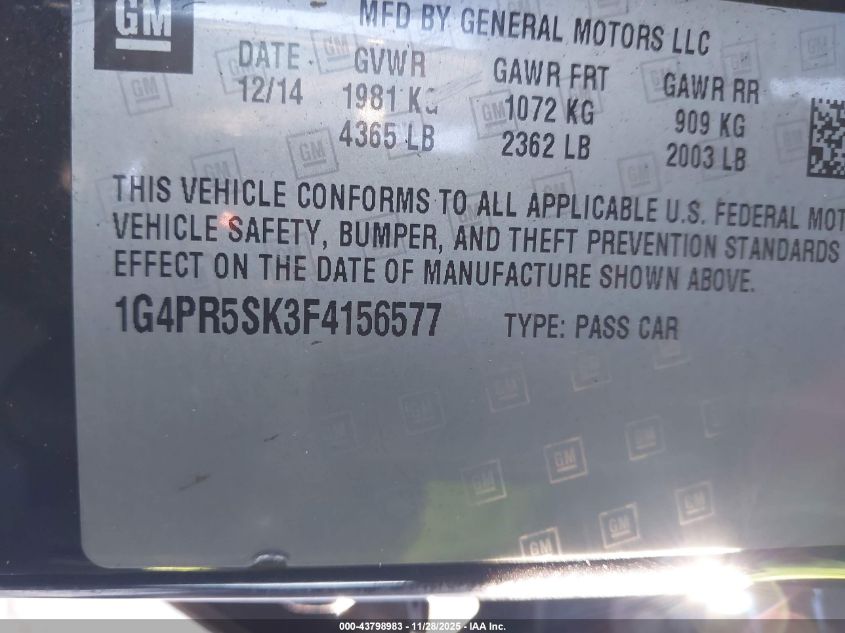 GM
MFD BY GENERAL MOTORS LLC
DATE GVWR GAWR FRT GAWR RR
12/14 1981 KG 1072 KG 909 KG
4365 LB 2362 LB 2003 LB
THIS VEHICLE CONFORMS TO ALL APPLICABLE U.S. FEDERAL MOT
VEHICLE SAFETY, BUMPER, AND THEFT PREVENTION STANDARDS
EFFECT ON THE DATE OF MANUFACTURE SHOWN ABOVE.
1G4PR5SK3F4156577 TYPE: PASS CAR
000-43798983 - 11/28/2025 - IAA Inc.